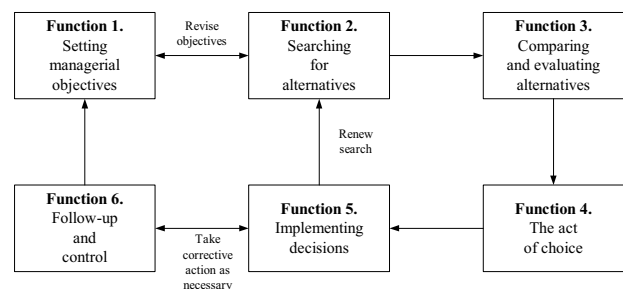 Function 1.
Setting
managerial
objectives
Revise
objectives
Function 2.
Searching
for
alternatives
Function 3.
Comparing
and evaluating
alternatives
Renew
search
Function 6.
Follow-up
and
control
Take
corrective
action as
necessary
Function 5.
Implementing
decisions
Function 4.
The act
of choice